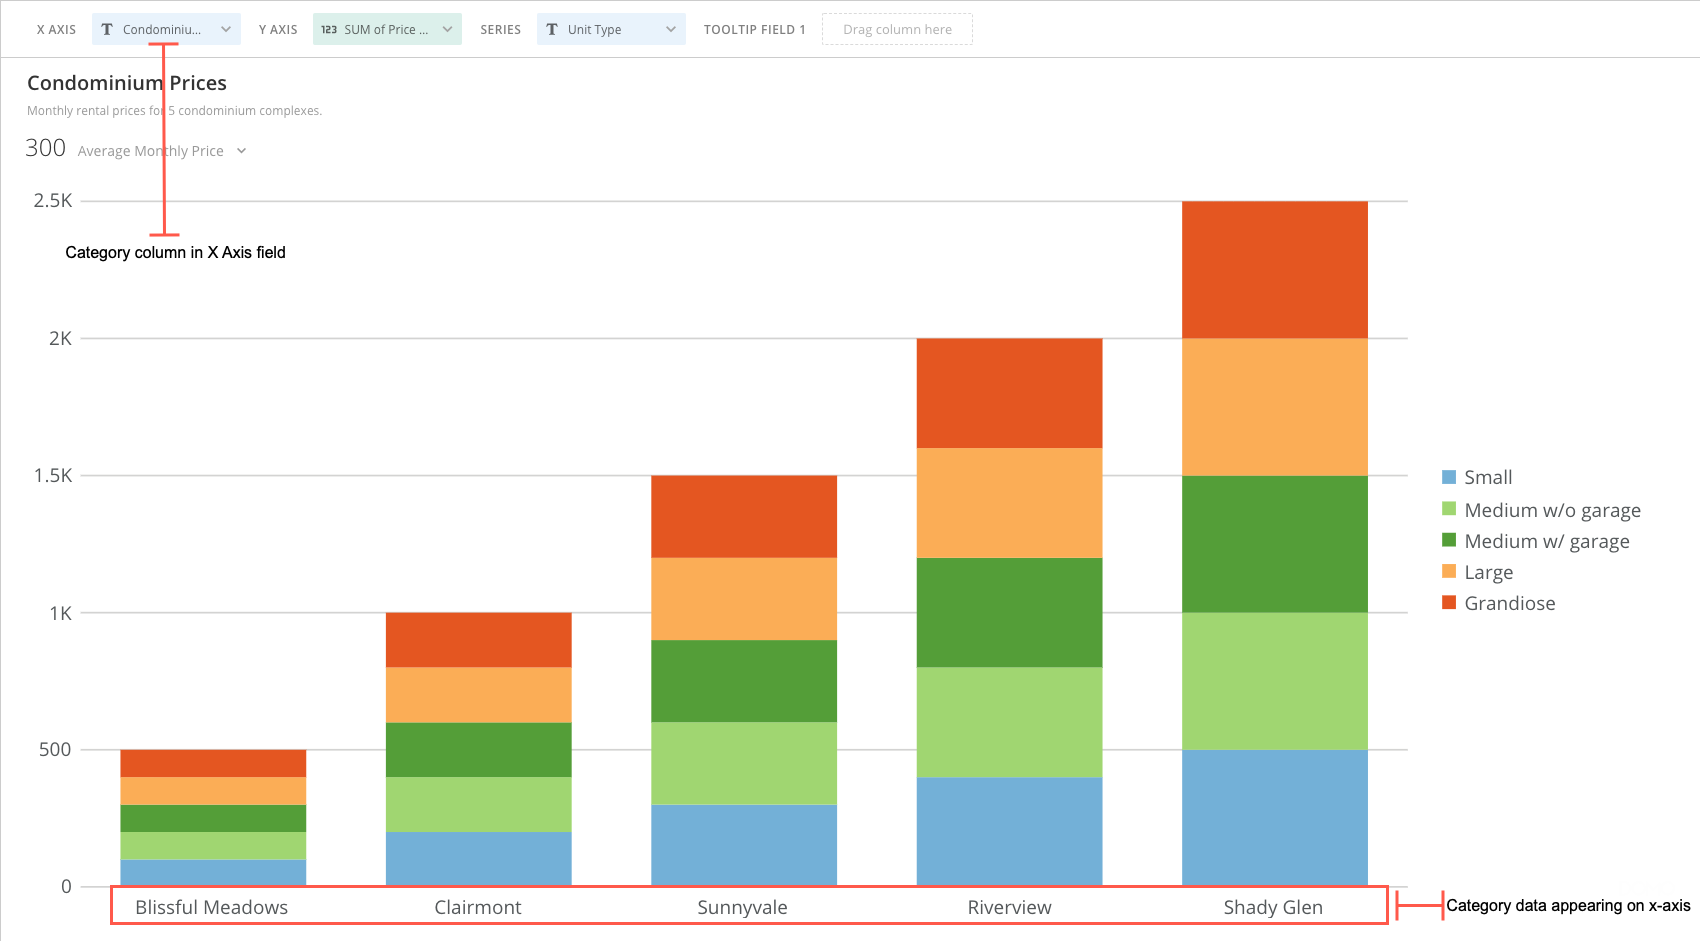 X AXIS T Condominiu... Y AXIS 123 SUM of Price ... SERIES T Unit Type TOOLTIP FIELD 1 Drag column here
Condominium Prices
Monthly rental prices for 5 condominium complexes.
300 Average Monthly Price
2.5K
Category column in X Axis field
2K
1.5K
1K
500
0
Small
Medium w/o garage
Medium w/ garage
Large
Grandiose
Blissful Meadows Clairmont Sunnyvale Riverview Shady Glen
Category data appearing on x-axis